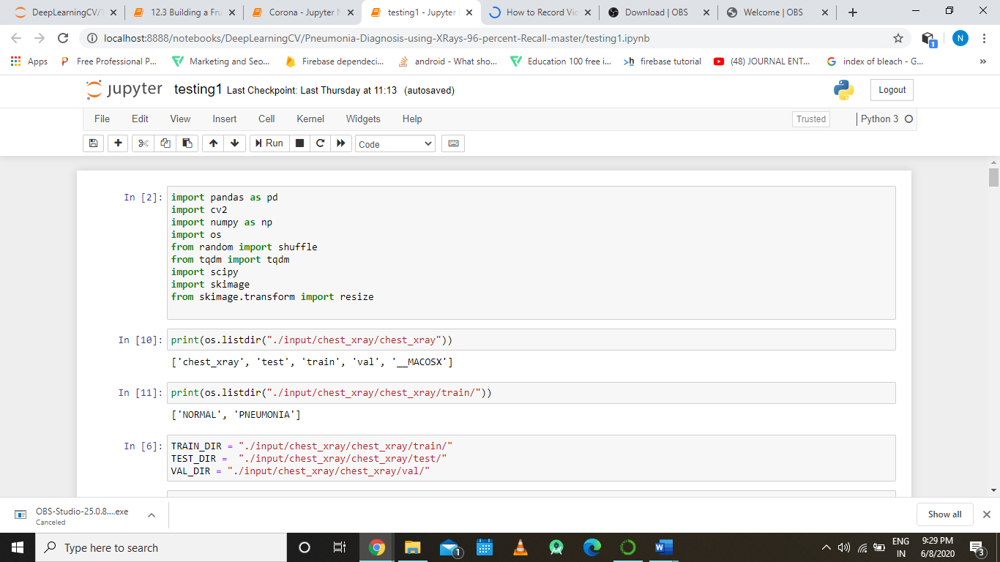 DeepLearningCV/1
12.3 Building a Fru
Corona - Jupyter N
testing1 - Jupyter
How to Record Vic
Download | OBS
Welcome | OBS
localhost:8888/notebooks/DeepLearningCV/Pneumonia-Diagnosis-using-XRays-96-percent-Recall-master/testing1.ipynb
1
N
Apps
P
Free Professional P...
Marketing and Seo...
Firebase dependeci...
android - What sho...
Education 100 free i...
>h
firebase tutorial
(48) JOURNAL ENT...
G
index of bleach - G...
»
jupyter testing1 Last Checkpoint: Last Thursday at 11:13 (autosaved)
Logout
File Edit View Insert Cell Kernel Widgets Help
Trusted
Python 3
Run
Code
In [2]:
import pandas as pd
import cv2
import numpy as np
import os
from random import shuffle
from tqdm import tqdm
import scipy
import skimage
from skimage.transform import resize
In [10]:
print(os.listdir("./input/chest_xray/chest_xray"))
['chest_xray', 'test', 'train', 'val', '__MACOSX']
In [11]:
print(os.listdir("./input/chest_xray/chest_xray/train/"))
['NORMAL', 'PNEUMONIA']
In [6]:
TRAIN_DIR = "./input/chest_xray/chest_xray/train/"
TEST_DIR =  "./input/chest_xray/chest_xray/test/"
VAL_DIR = "./input/chest_xray/chest_xray/val/"
OBS-Studio-25.0.8....exe
Canceled
Show all
Type here to search
1
W
ENG
IN
9:29 PM
6/8/2020
3